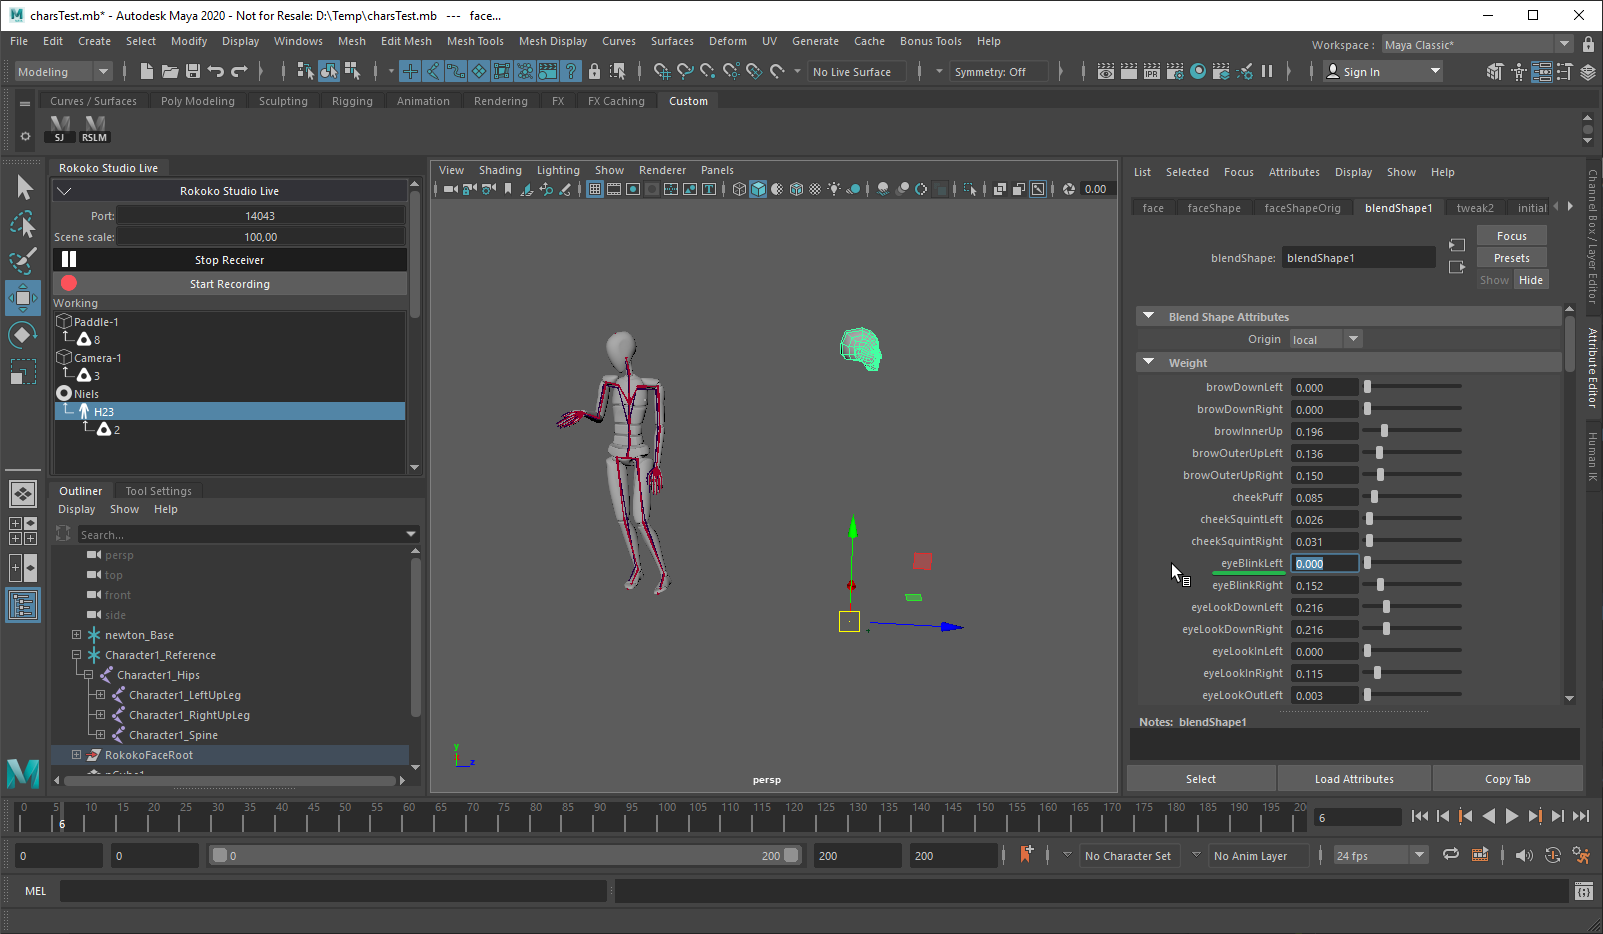 charsTest.mb* - Autodesk Maya 2020 - Not for Resale: D:\Temp\charsTest.mb --- face...
File Edit Create Select Modify Display Windows Mesh Edit Mesh Mesh Tools Mesh Display Curves Surfaces Deform UV Generate Cache Bonus Tools Help
Workspace : Maya Classic*
Modeling No Live Surface Symmetry: Off IPR Sign In
Curves / Surfaces Poly Modeling Sculpting Rigging Animation Rendering FX FX Caching Custom
SJ RSLM
Rokoko Studio Live
Rokoko Studio Live
Port: 14043
Scene scale: 100,00
Stop Receiver
Start Recording
Working
Paddle-1
8
Camera-1
3
Niels
H23
2
Outliner Tool Settings
Display Show Help
Search...
persp
top
front
side
newton_Base
Character1_Reference
Character1_Hips
Character1_LeftUpLeg
Character1_RightUpLeg
Character1_Spine
RokokoFaceRoot
View Shading Lighting Show Renderer Panels
0.00
y
z
persp
List Selected Focus Attributes Display Show Help
face faceShape faceShapeOrig blendShape1 tweak2 initial
blendShape: blendShape1
Focus
Presets
Show Hide
Blend Shape Attributes
Origin local
Weight
browDownLeft 0.000
browDownRight 0.000
browInnerUp 0.196
browOuterUpLeft 0.136
browOuterUpRight 0.150
cheekPuff 0.085
cheekSquintLeft 0.026
cheekSquintRight 0.031
eyeBlinkLeft 0.000
eyeBlinkRight 0.152
eyeLookDownLeft 0.216
eyeLookDownRight 0.216
eyeLookInLeft 0.000
eyeLookInRight 0.115
eyeLookOutLeft 0.003
Notes: blendShape1
Select Load Attributes Copy Tab
Channel Box / Layer Editor
Attribute Editor
Human IK
0 5 10 15 20 25 30 35 40 45 50 55 60 65 70 75 80 85 90 95 100 105 110 115 120 125 130 135 140 145 150 155 160 165 170 175 180 185 190 195 20
6
6
0 0 0 200 200 200 No Character Set No Anim Layer 24 fps
MEL